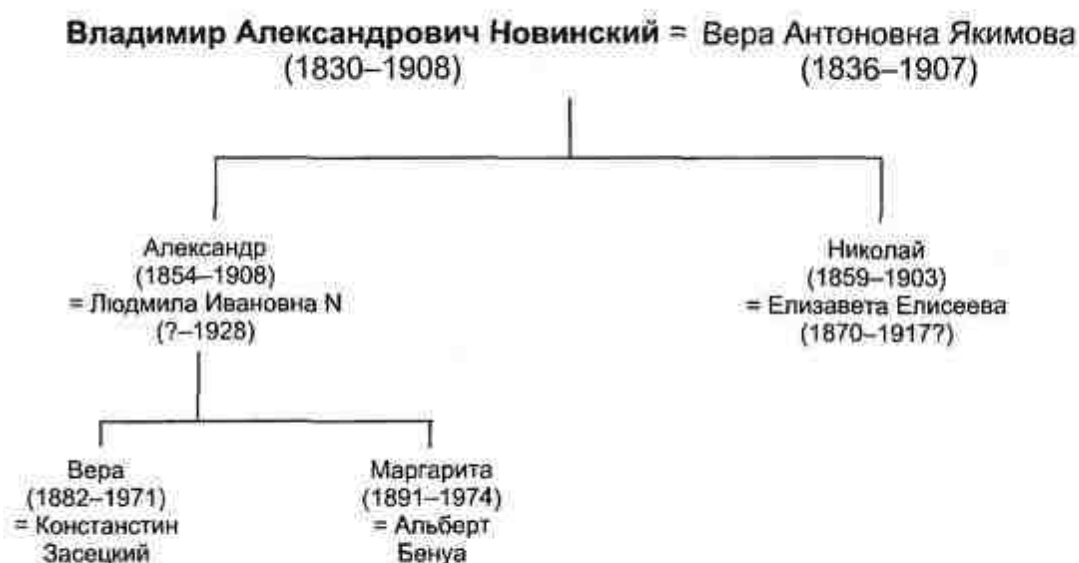 Владимир Александрович Новинский = Вера Антоновна Якимова
(1830–1908) (1836–1907)
Александр
(1854–1908)
= Людмила Ивановна N
(?–1928)
Николай
(1859–1903)
= Елизавета Елисеева
(1870–1917?)
Вера
(1882–1971)
= Констанстин
Засецкий
Маргарита
(1891–1974)
= Альберт
Бенуа